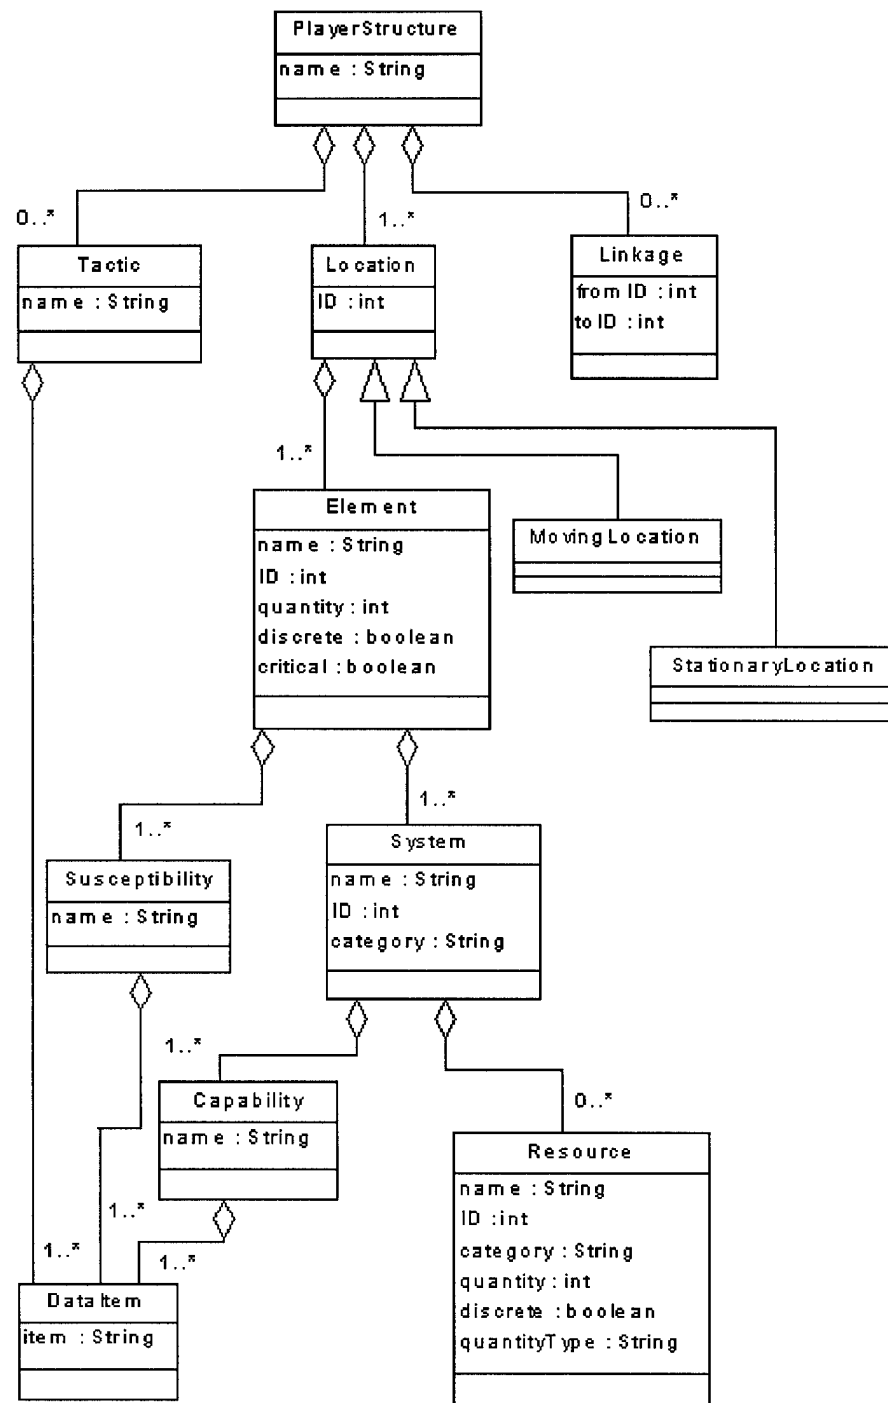 PlayerStructure
name : String
0..*
1..*
0..*
Tactic
name : String
Location
ID : int
Linkage
from ID : int
to ID : int
1..*
Element
name : String
ID : int
quantity : int
discrete : boolean
critical : boolean
MovingLocation
StationaryLocation
1..*
1..*
Susceptibility
name : String
System
name : String
ID : int
category : String
1..*
0..*
Capability
name : String
Resource
name : String
ID :int
category : String
quantity: int
discrete : boolean
quantityType : String
1..*
1..*
1..*
DataItem
item : String